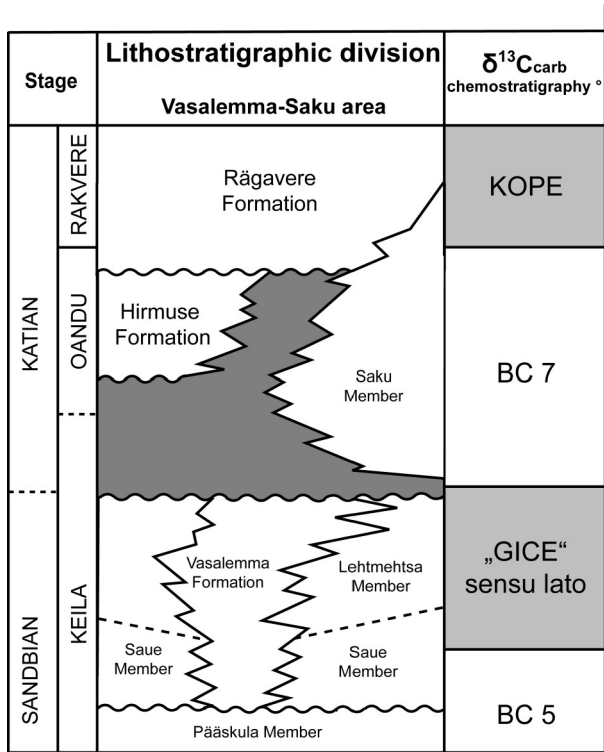 Stage
Lithostratigraphic division
Vasalemma-Saku area
δ¹³Ccarb
chemostratigraphy °
KATIAN
SANDBIAN
RAKVERE
OANDU
KEILA
Rägavere
Formation
Hirmuse
Formation
Saku
Member
Vasalemma
Formation
Lehtmehtsa
Member
Saue
Member
Saue
Member
Pääskula Member
KOPE
BC 7
„GICE“
sensu lato
BC 5